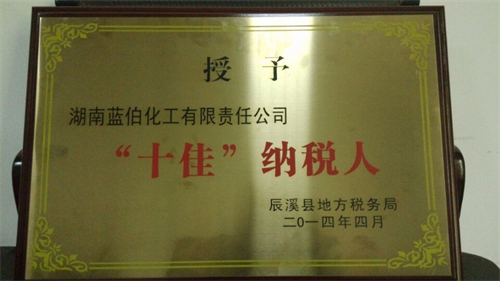 授予
湖南蓝伯化工有限责任公司
“十佳”纳税人
辰溪县地方税务局
二0一四年四月